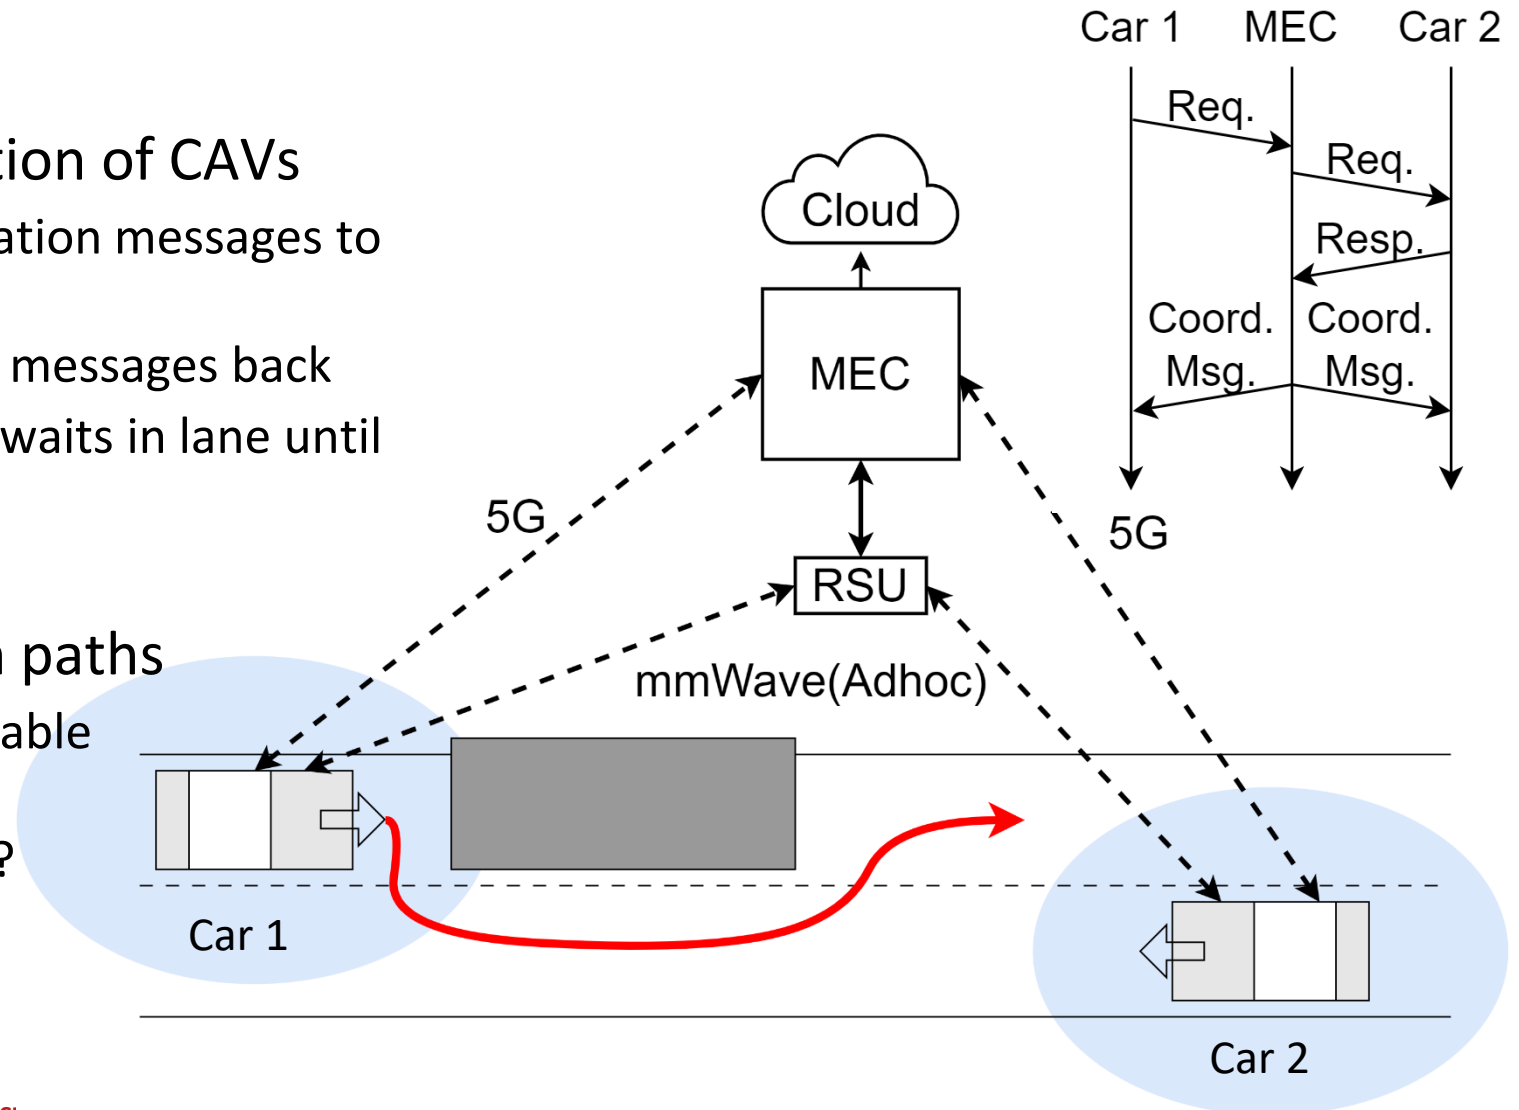 Car 1 MEC Car 2
Req.
Req.
Resp.
Coord. Coord.
Msg. Msg.
tion of CAVs
ation messages to
messages back
waits in lane until
paths
able
?
Cloud
MEC
5G
5G
RSU
mmWave(Adhoc)
Car 1
Car 2